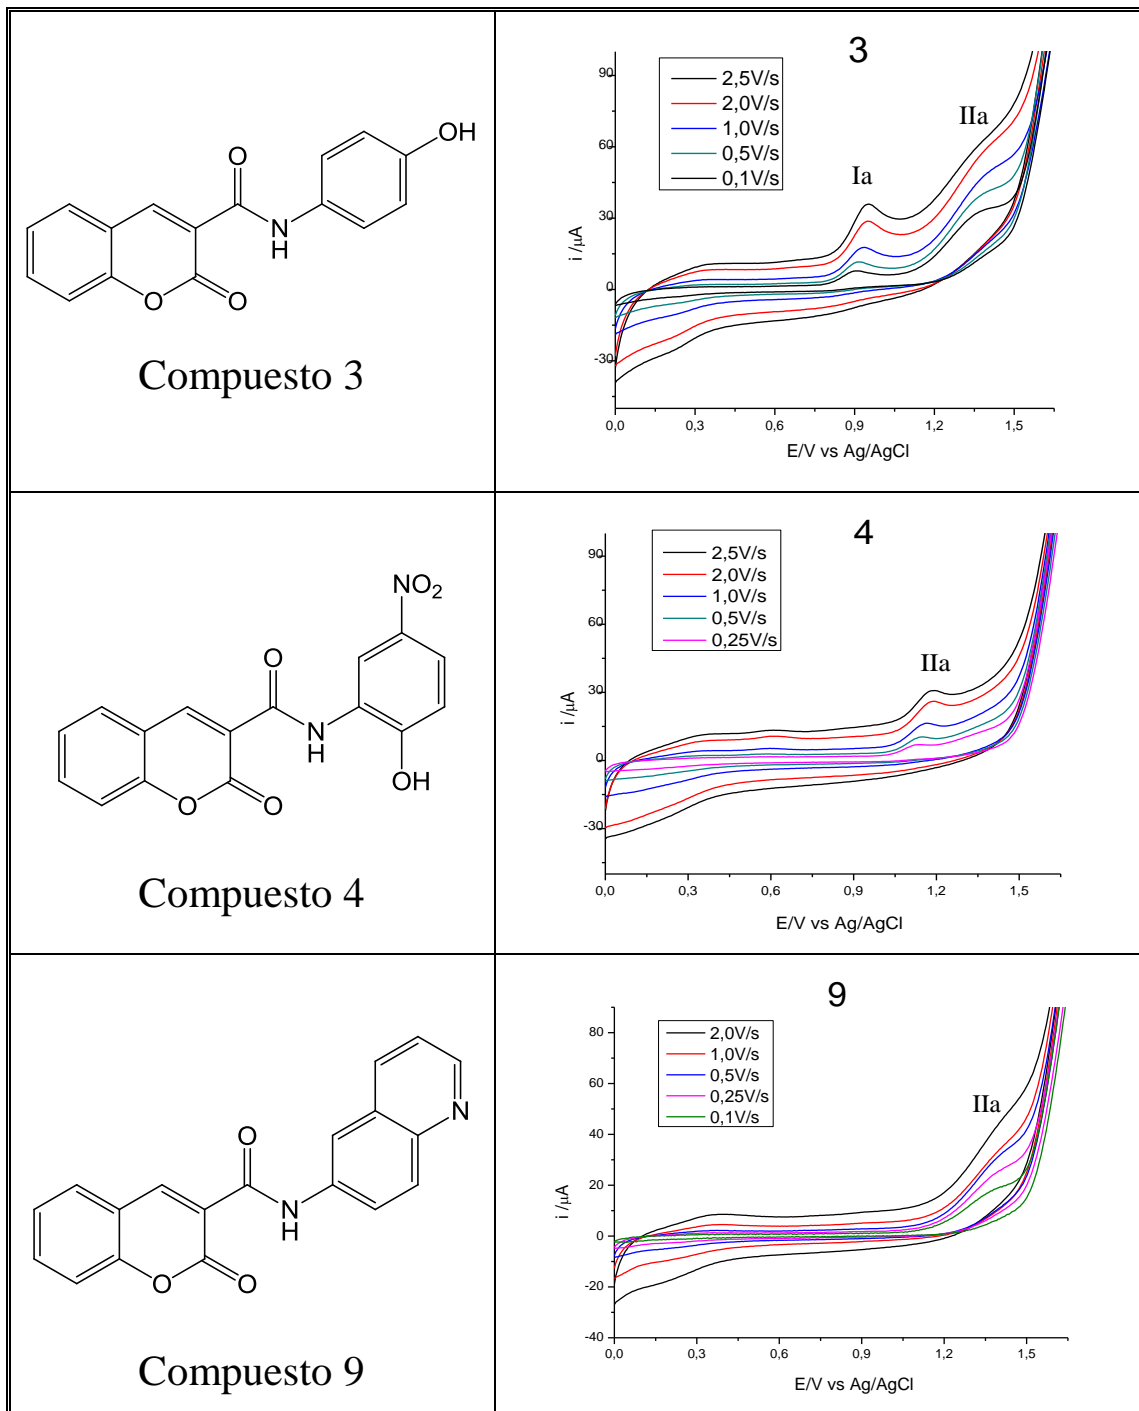 OH
O
N
H
O
O
Compuesto 3
3
2,5V/s
2,0V/s
1,0V/s
0,5V/s
0,1V/s
IIa
Ia
90
60
30
0
-30
i /µA
0,0 0,3 0,6 0,9 1,2 1,5
E/V vs Ag/AgCl
NO2
O
N
H
OH
O
O
Compuesto 4
4
2,5V/s
2,0V/s
1,0V/s
0,5V/s
0,25V/s
IIa
90
60
30
0
-30
i /µA
0,0 0,3 0,6 0,9 1,2 1,5
E/V vs Ag/AgCl
N
O
N
H
O
O
Compuesto 9
9
2,0V/s
1,0V/s
0,5V/s
0,25V/s
0,1V/s
IIa
80
60
40
20
0
-20
-40
i /µA
0,0 0,3 0,6 0,9 1,2 1,5
E/V vs Ag/AgCl